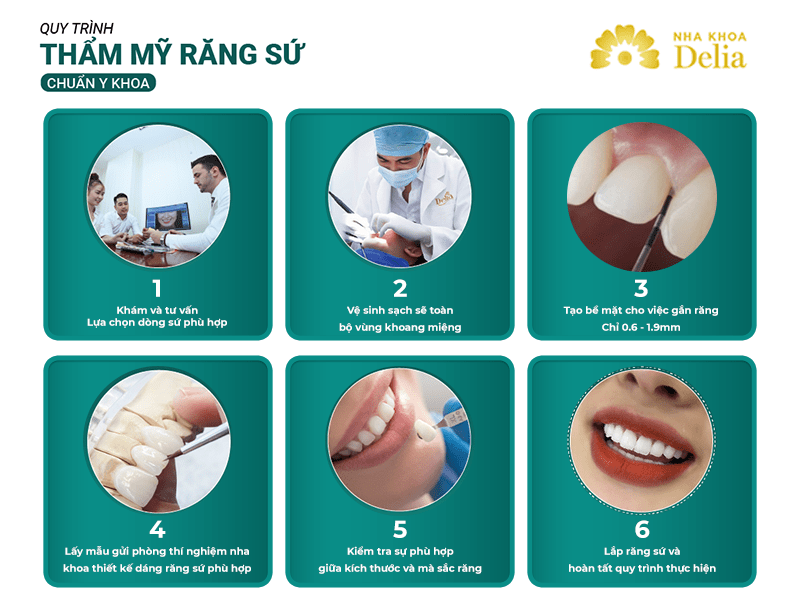 QUY TRÌNH
THẨM MỸ RĂNG SỨ
CHUẨN Y KHOA
NHA KHOA
Delia
1
Khám và tư vấn
Lựa chọn dòng sứ phù hợp
2
Vệ sinh sạch sẽ toàn
bộ vùng khoang miệng
3
Tạo bề mặt cho việc gắn răng
Chỉ 0.6 - 1.9mm
4
Lấy mẫu gửi phòng thí nghiệm nha
khoa thiết kế dáng răng sứ phù hợp
5
Kiểm tra sự phù hợp
giữa kích thước và mà sắc răng
6
Lắp răng sứ và
hoàn tất quy trình thực hiện